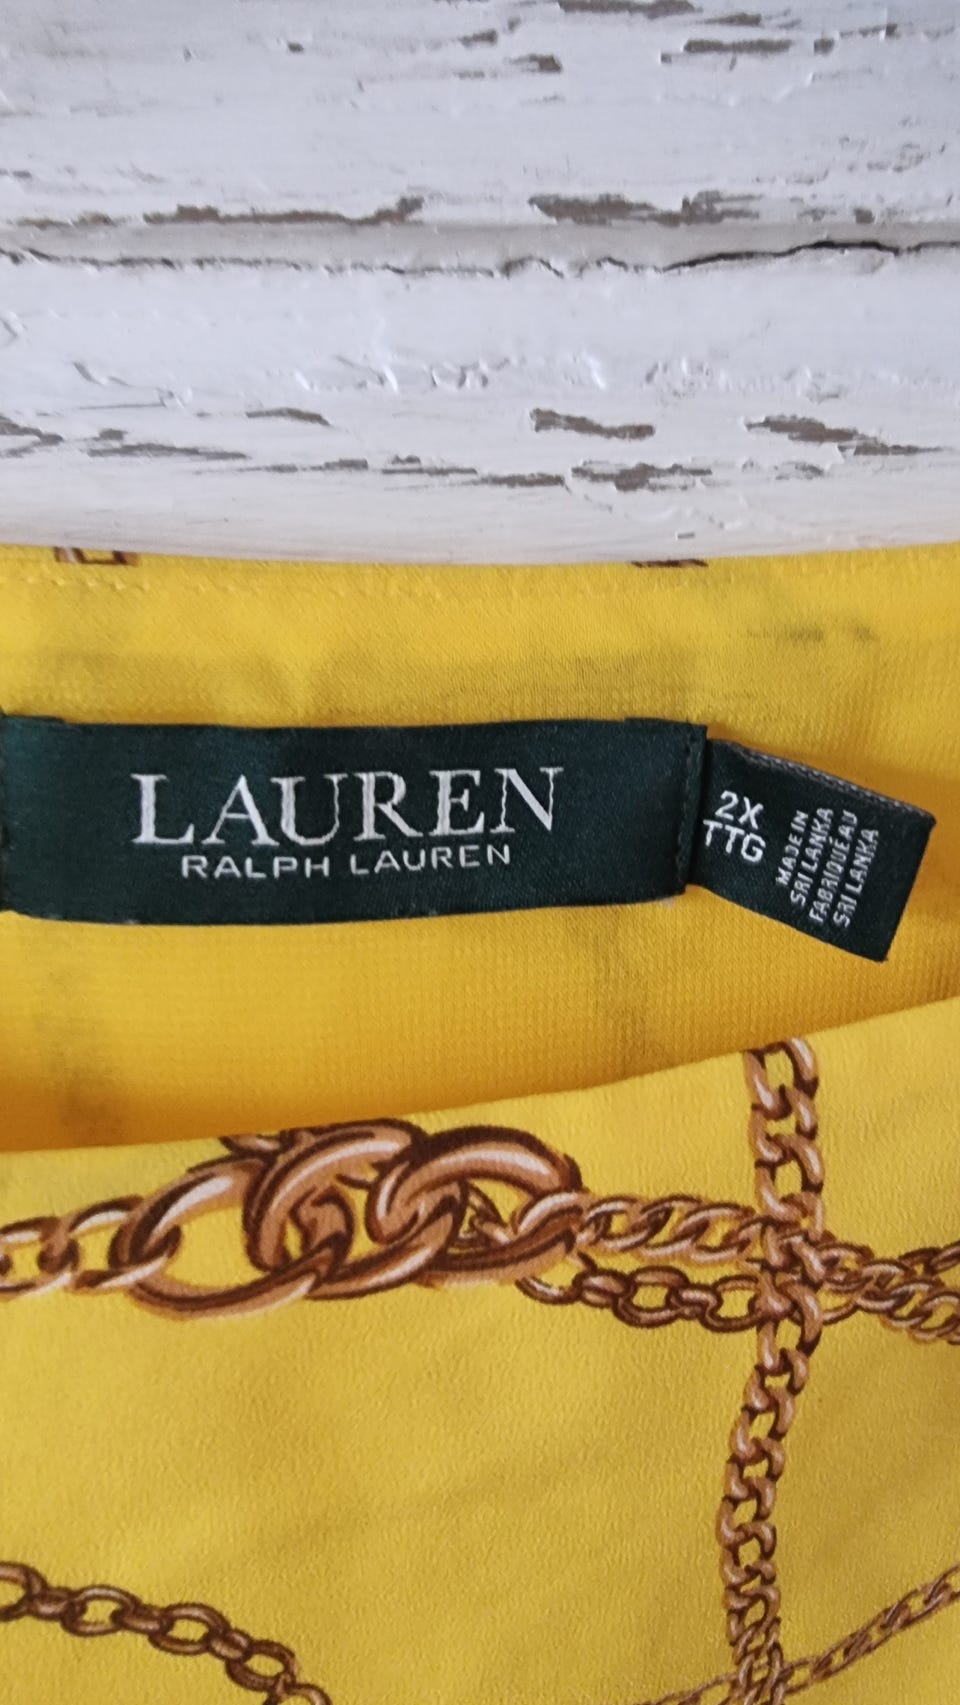 LAUREN
RALPH LAUREN
2X
TTG
MADE IN
SRI LANKA
FABRIQUÉ AU
SRI LANKA